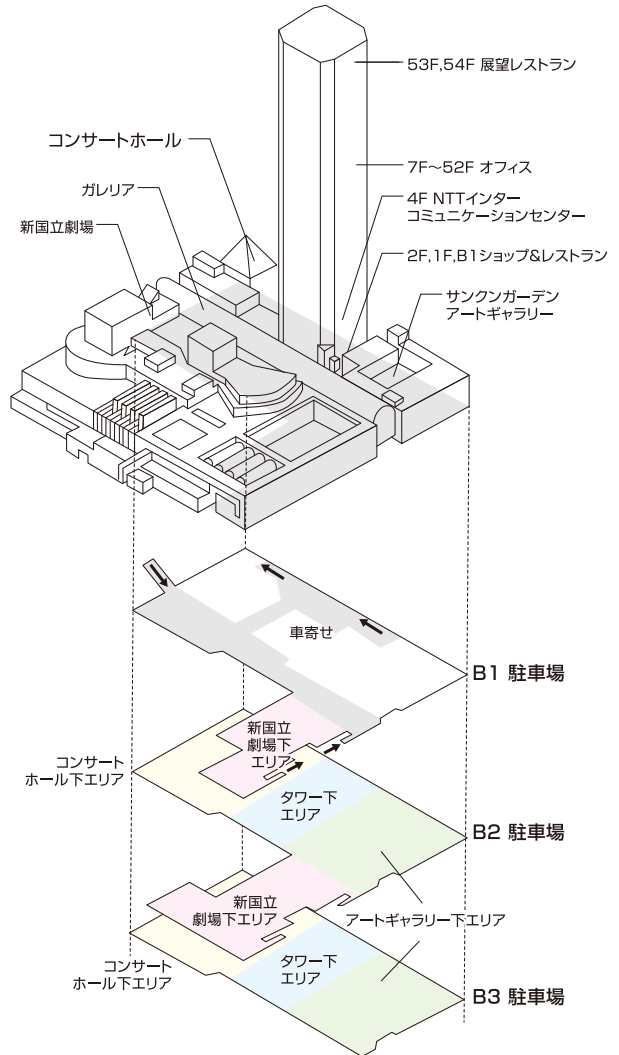 53F,54F 展望レストラン
コンサートホール
7F〜52F オフィス
ガレリア
4F NTTインター
コミュニケーションセンター
新国立劇場
2F,1F,B1ショップ&レストラン
サンクンガーデン
アートギャラリー
車寄せ
B1 駐車場
新国立
劇場下
エリア
コンサート
ホール下エリア
タワー下
エリア
B2 駐車場
新国立
劇場下エリア
アートギャラリー下エリア
タワー下
エリア
コンサート
ホール下エリア
B3 駐車場